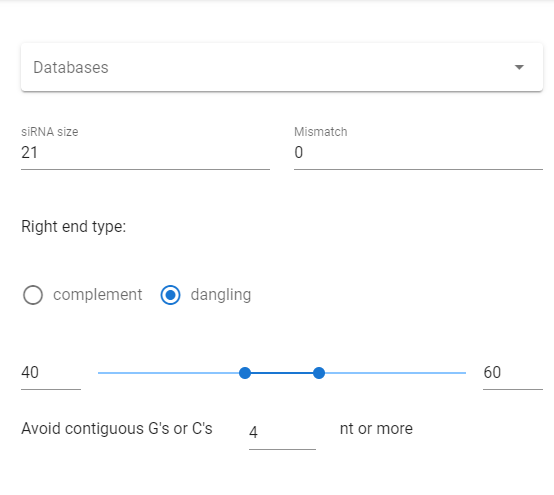 Databases
siRNA size Mismatch
21 0
Right end type:
complement dangling
40 60
Avoid contiguous G's or C's 4 nt or more